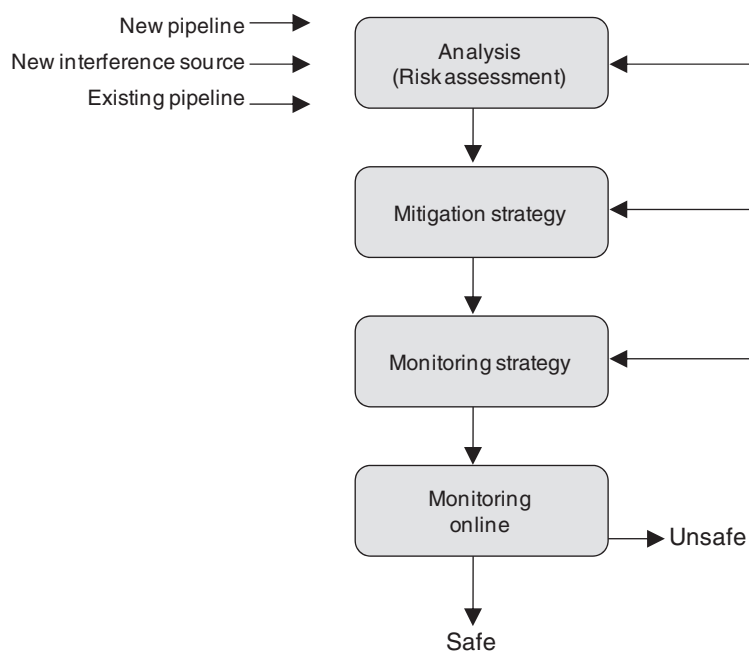 New pipeline
New interference source
Existing pipeline
Analysis
(Risk assessment)
Mitigation strategy
Monitoring strategy
Monitoring
online
Unsafe
Safe